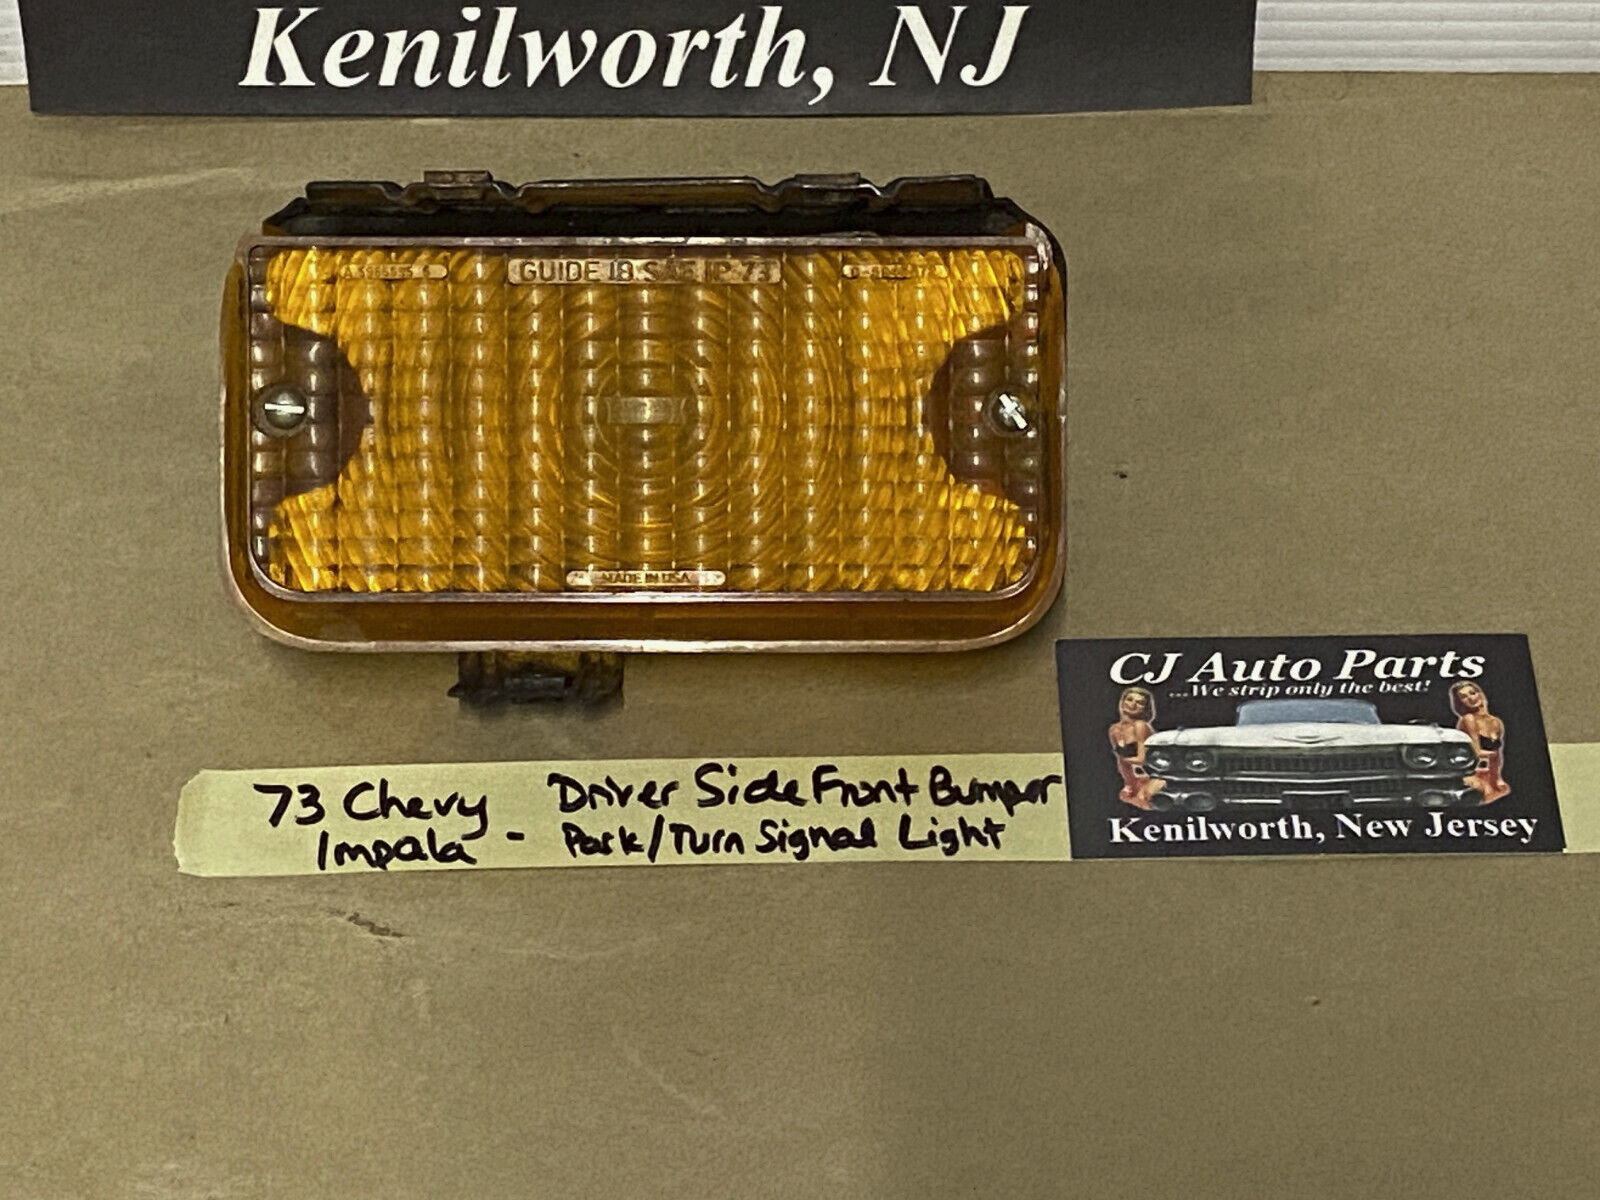 Kenilworth, NJ
GUIDE 18 SAE IP 73
MADE IN USA
CJ Auto Parts
...We strip only the best!
Kenilworth, New Jersey
73 Chevy Impala - Driver Side Front Bumper
Park/Turn Signal Light